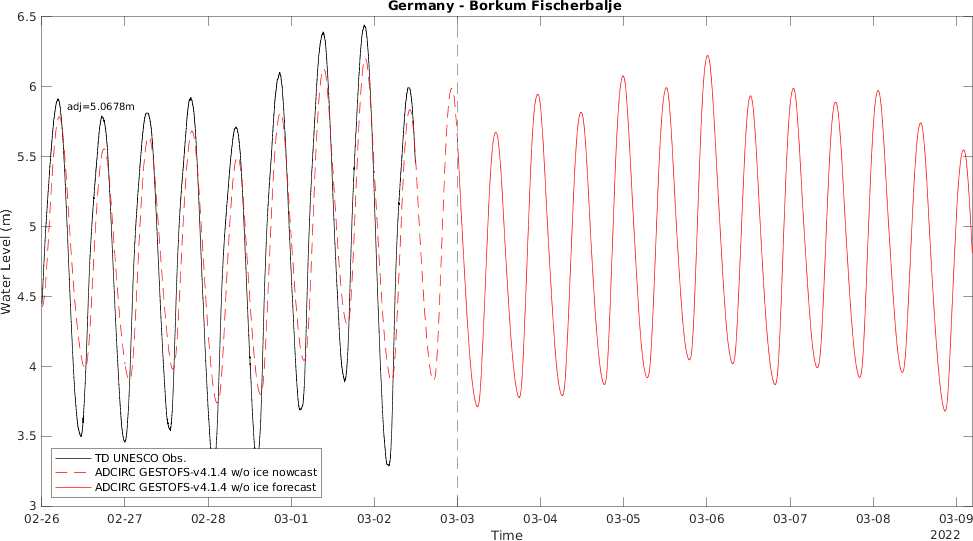 Germany - Borkum Fischerbalje
6.5
6
5.5
5
4.5
4
3.5
3
Water Level (m)
adj=5.0678m
TD UNESCO Obs.
ADCIRC GESTOFS-v4.1.4 w/o ice nowcast
ADCIRC GESTOFS-v4.1.4 w/o ice forecast
02-26 02-27 02-28 03-01 03-02 03-03 03-04 03-05 03-06 03-07 03-08 03-09
Time
2022